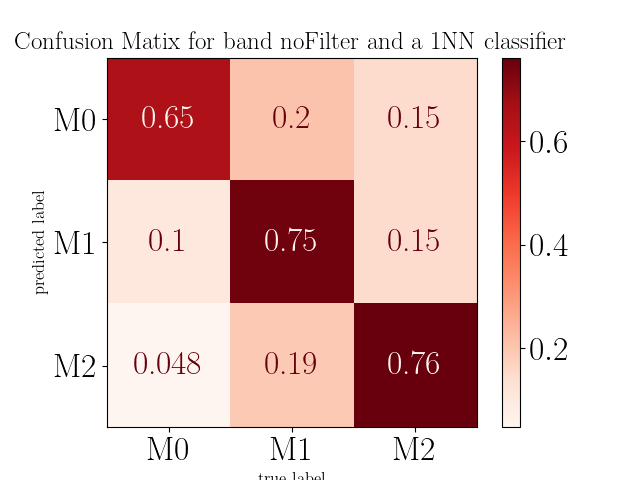 Confusion Matix for band noFilter and a 1NN classifier
M0 0.65 0.2 0.15
M1 0.1 0.75 0.15
M2 0.048 0.19 0.76
M0 M1 M2
true label
predicted label
0.6
0.4
0.2